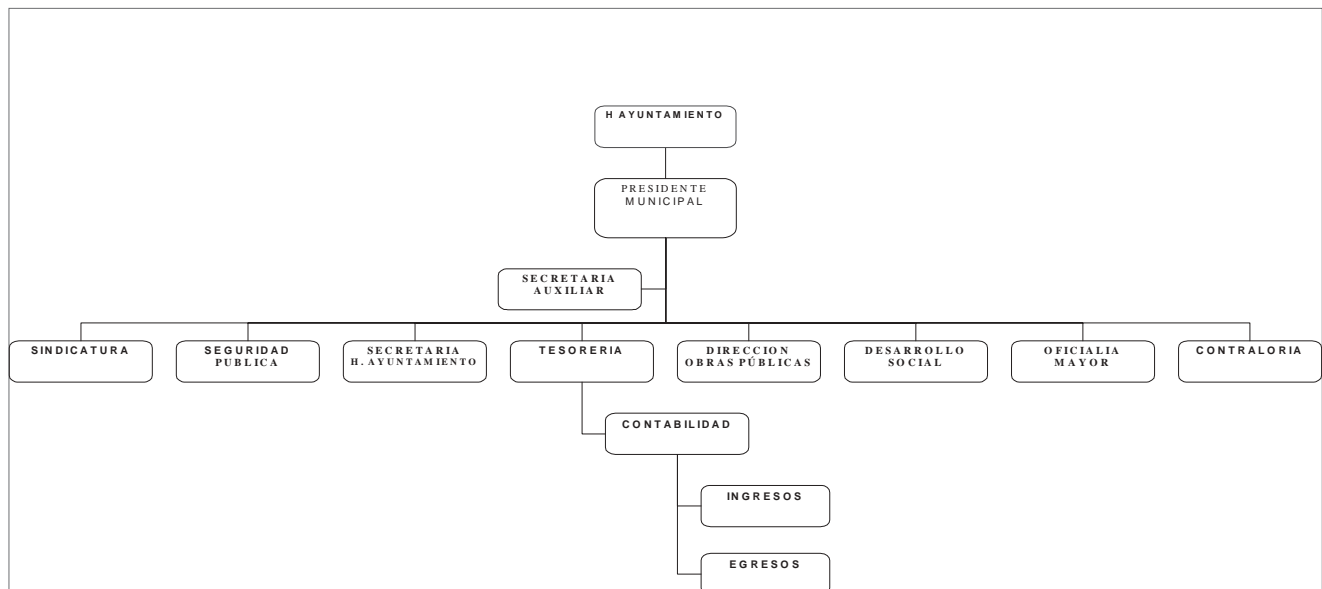 H AYUNTAMIENTO
PRESIDENTE
MUNICIPAL
SECRETARIA
AUXILIAR
SINDICATURA
SEGURIDAD
PUBLICA
SECRETARIA
H. AYUNTAMIENTO
TESORERIA
DIRECCION
OBRAS PÚBLICAS
DESARROLLO
SOCIAL
OFICIALIA
MAYOR
CONTRALORIA
CONTABILIDAD
INGRESOS
EGRESOS